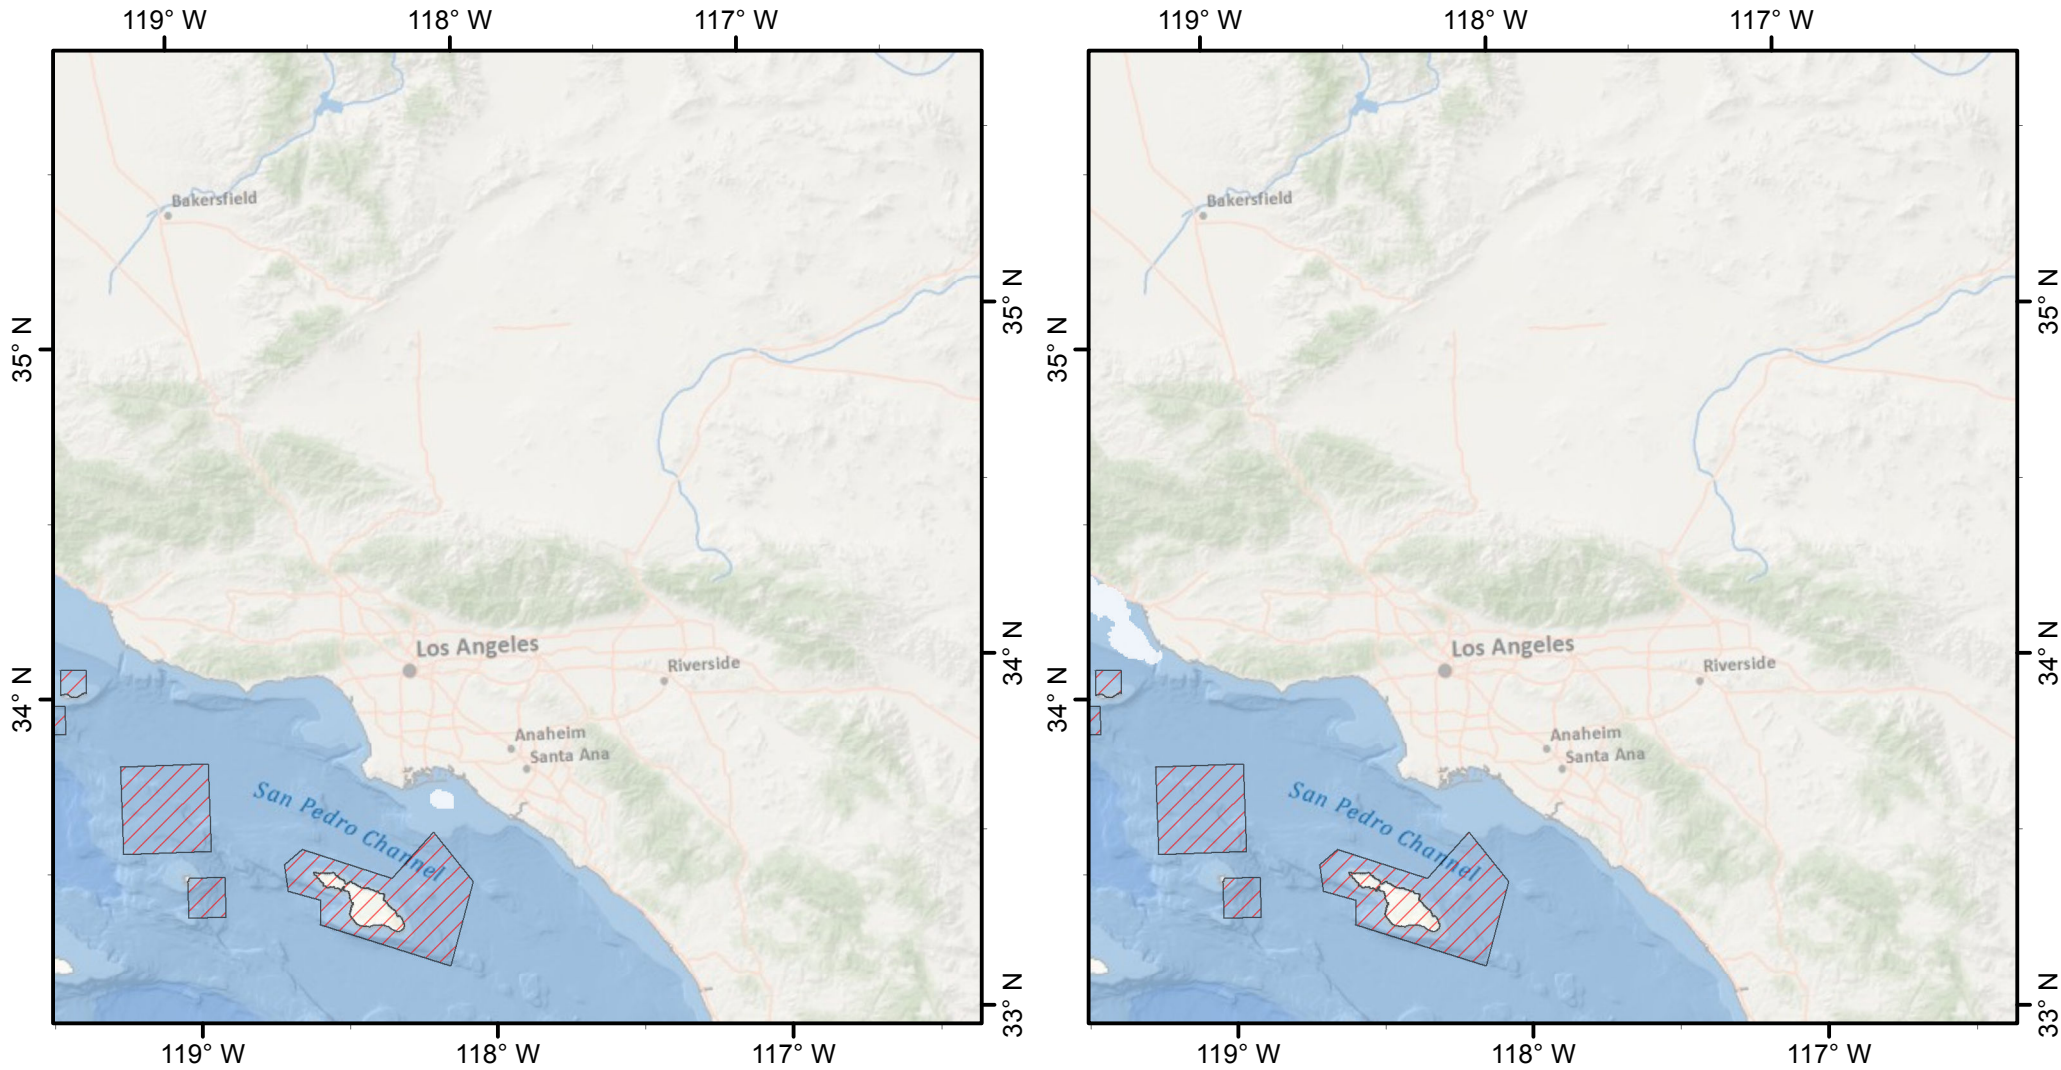 119° W 118° W 117° W
Bakersfield
35° N
35° N
Los Angeles
Riverside
34° N
34° N
Anaheim
Santa Ana
San Pedro Channel
33° N
119° W 118° W 117° W
119° W 118° W 117° W
Bakersfield
35° N
35° N
Los Angeles
Riverside
34° N
34° N
Anaheim
Santa Ana
San Pedro Channel
33° N
119° W 118° W 117° W